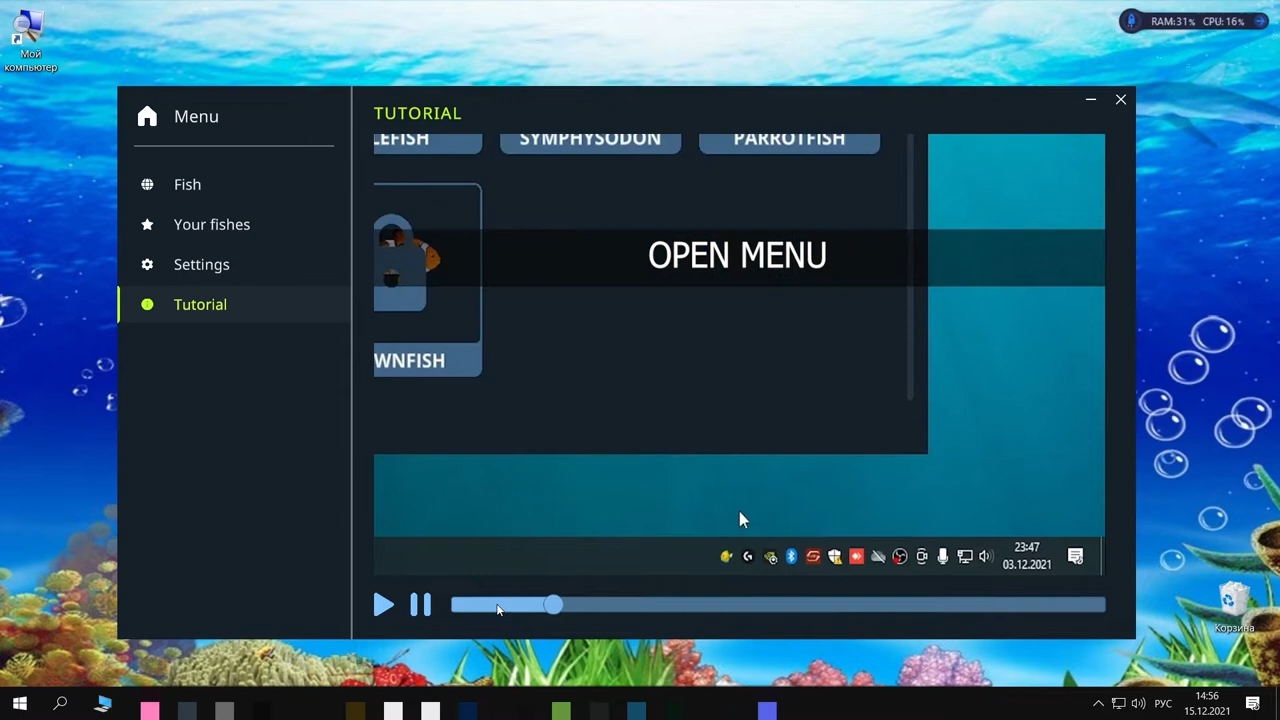 Мой
компьютер
RAM:31% CPU:16%
Menu
Fish
Your fishes
Settings
Tutorial
TUTORIAL
LEFISH
SYMPHYSODON
PARROTFISH
OPEN MENU
WNFISH
23:47
03.12.2021
Корзина
РУС
14:56
15.12.2021